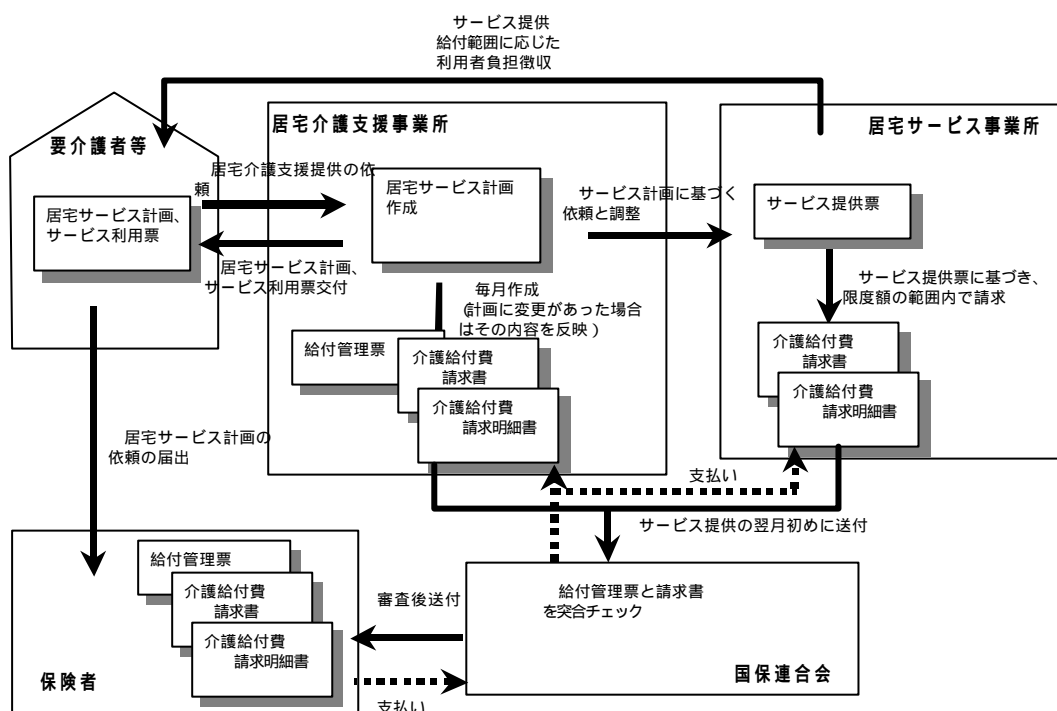 サービス提供
給付範囲に応じた
利用者負担徴収
要介護者等
居宅サービス計画、
サービス利用票
居宅介護支援提供の依
頼
居宅サービス計画、
サービス利用票交付
居宅介護支援事業所
居宅サービス計画
作成
毎月作成
(計画に変更があった場合
はその内容を反映)
給付管理票
介護給付費
請求書
介護給付費
請求明細書
サービス計画に基づく
依頼と調整
居宅サービス事業所
サービス提供票
サービス提供票に基づき、
限度額の範囲内で請求
介護給付費
請求書
介護給付費
請求明細書
居宅サービス計画の
依頼の届出
支払い
サービス提供の翌月初めに送付
給付管理票
介護給付費
請求書
介護給付費
請求明細書
保険者
審査後送付
支払い
給付管理票と請求書
を突合チェック
国保連合会